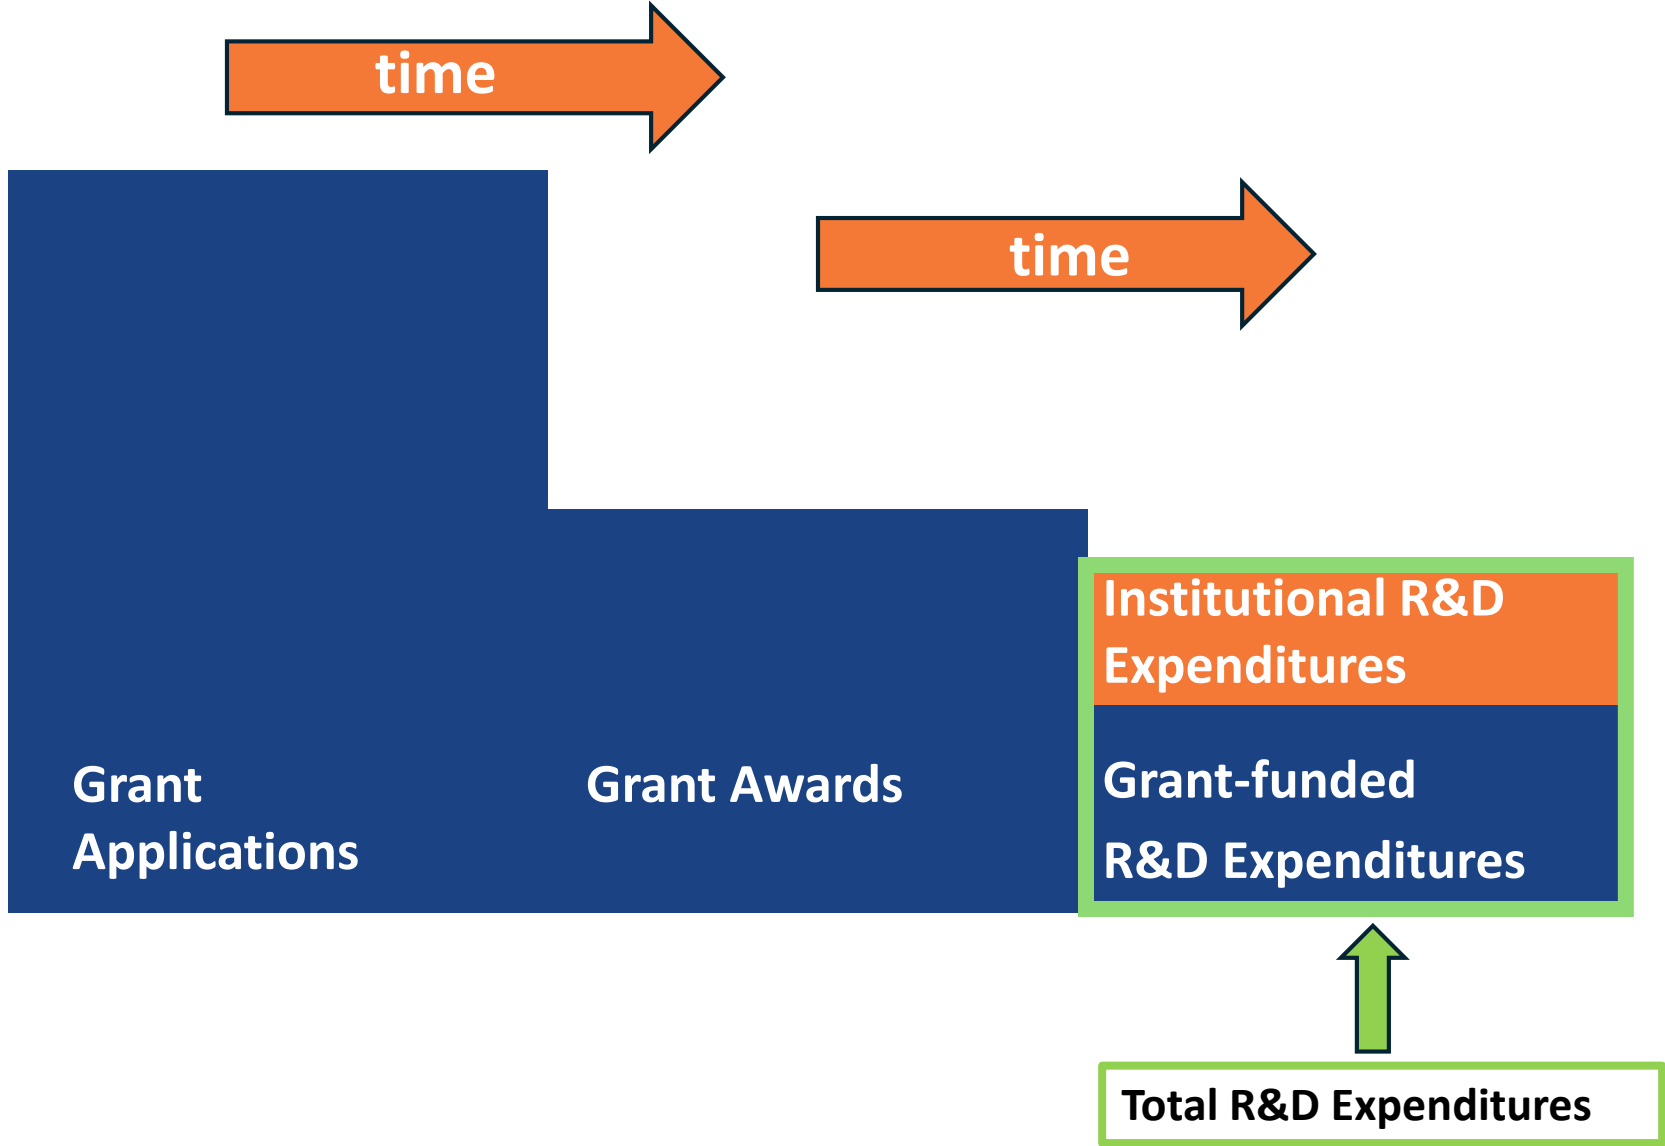 time
time
Institutional R&D
Expenditures
Grant
Applications
Grant Awards
Grant-funded
R&D Expenditures
Total R&D Expenditures